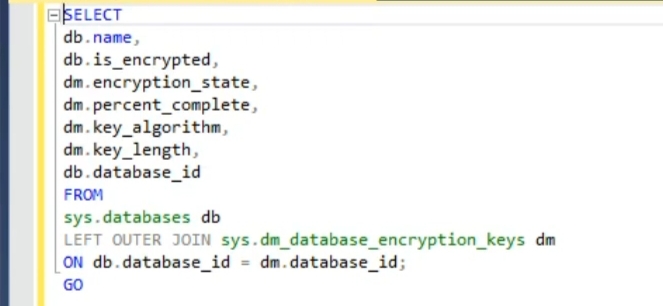 SELECT
db.name,
db.is_encrypted,
dm.encryption_state,
dm.percent_complete,
dm.key_algorithm,
dm.key_length,
db.database_id
FROM
sys.databases db
LEFT OUTER JOIN sys.dm_database_encryption_keys dm
ON db.database_id = dm.database_id;
GO